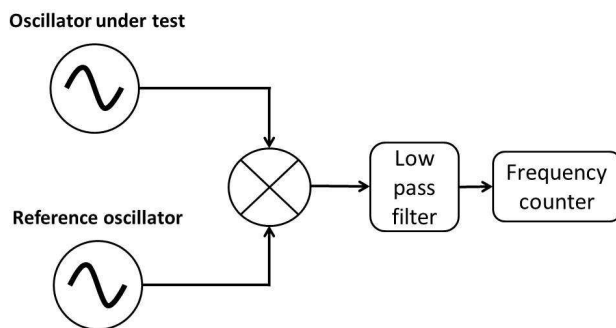 Oscillator under test
Low
pass
filter
Frequency
counter
Reference oscillator